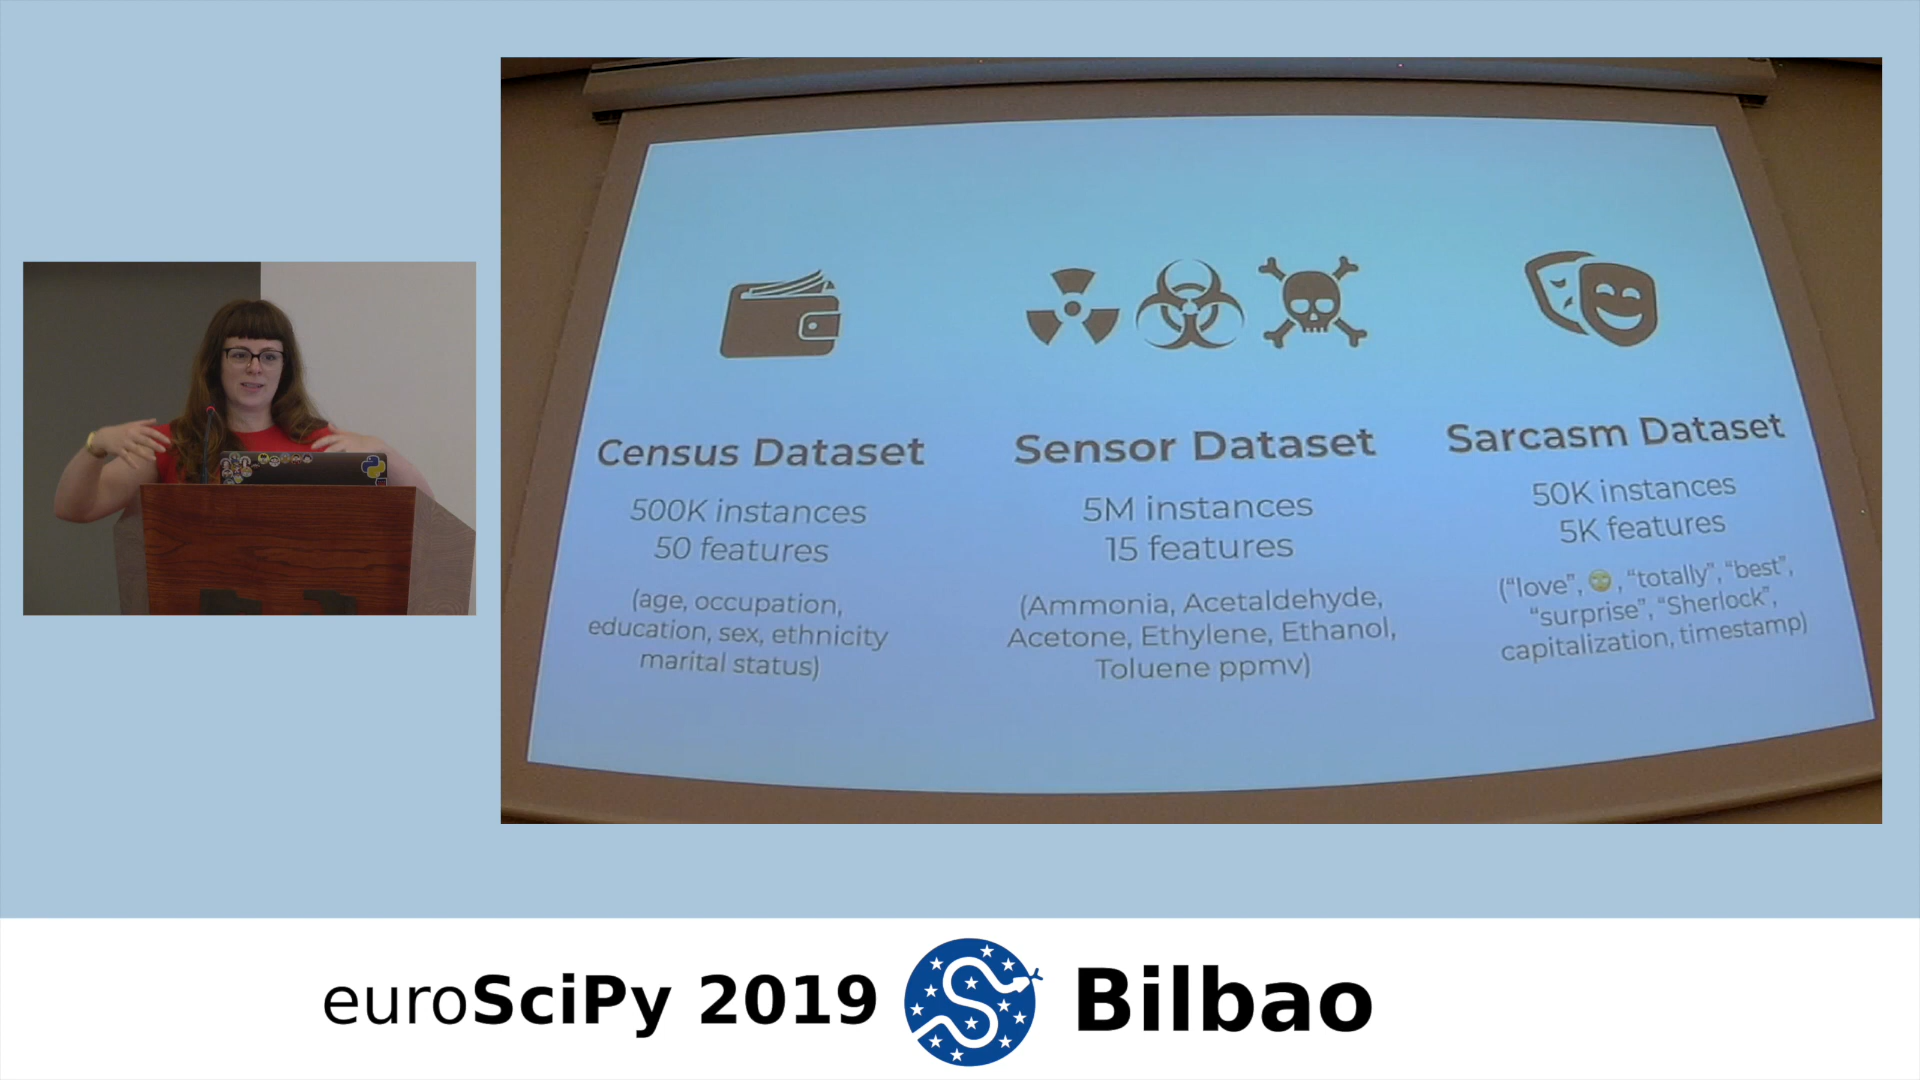 Census Dataset
500K instances
50 features
(age, occupation,
education, sex, ethnicity
marital status)
Sensor Dataset
5M instances
15 features
(Ammonia, Acetaldehyde,
Acetone, Ethylene, Ethanol,
Toluene ppmv)
Sarcasm Dataset
50K instances
5K features
("love", 😍, "totally", "best",
"surprise", "Sherlock",
capitalization, timestamp)
euroSciPy 2019 Bilbao